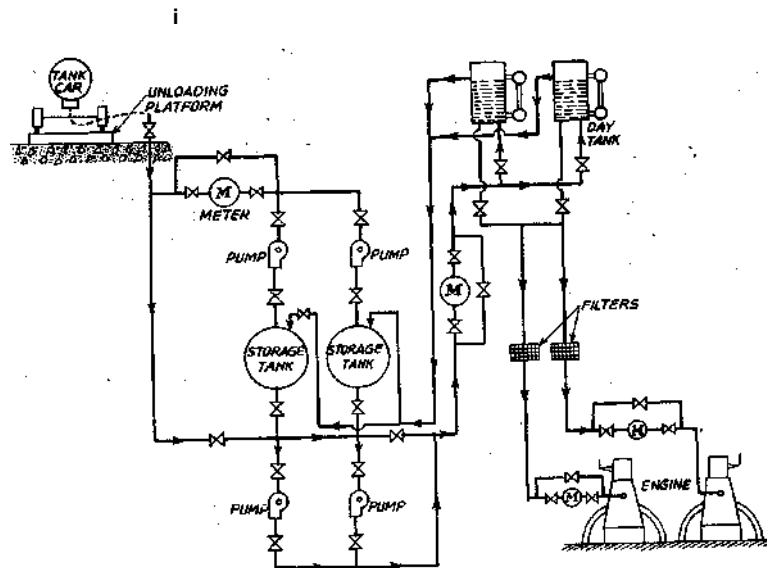 i
TANK
CAR
UNLOADING
PLATFORM
DAY
TANK
M
METER
PUMP
PUMP
M
FILTERS
STORAGE
TANK
STORAGE
TANK
M
ENGINE
M
PUMP
PUMP